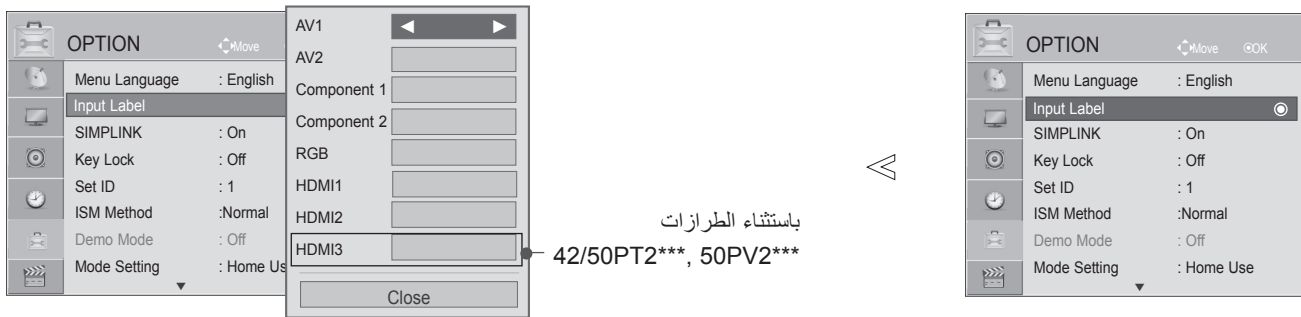 OPTION Move OK
Menu Language : English
Input Label
SIMPLINK : On
Key Lock : Off
Set ID : 1
ISM Method :Normal
Demo Mode : Off
Mode Setting : Home Use
باستثناء الطرازات
42/50PT2***, 50PV2***
AV1
AV2
Component 1
Component 2
RGB
HDMI1
HDMI2
HDMI3
Close
OPTION Move
Menu Language : English
Input Label
SIMPLINK : On
Key Lock : Off
Set ID : 1
ISM Method :Normal
Demo Mode : Off
Mode Setting : Home Us